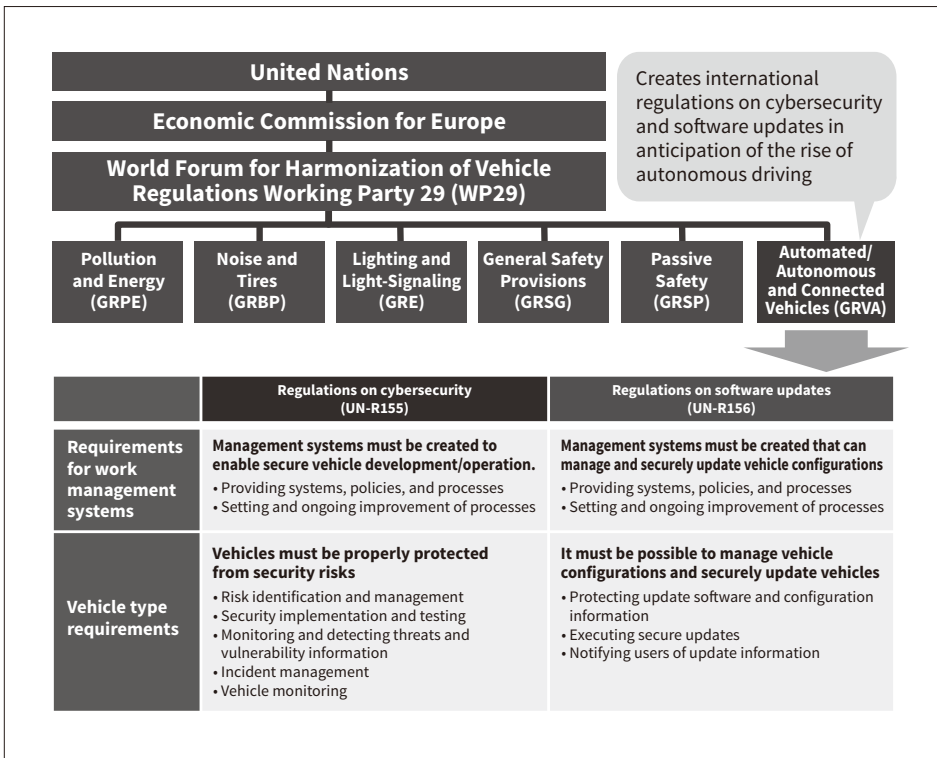 United Nations
Economic Commission for Europe
World Forum for Harmonization of Vehicle
Regulations Working Party 29 (WP29)
Creates international
regulations on cybersecurity
and software updates in
anticipation of the rise of
autonomous driving
Pollution
and Energy
(GRPE)
Noise and
Tires
(GRBP)
Lighting and
Light-Signaling
(GRE)
General Safety
Provisions
(GRSG)
Passive
Safety
(GRSP)
Automated/
Autonomous
and Connected
Vehicles (GRVA)
Regulations on cybersecurity
(UN-R155)
Regulations on software updates
(UN-R156)
Requirements
for work
management
systems
Management systems must be created to
enable secure vehicle development/operation.
• Providing systems, policies, and processes
• Setting and ongoing improvement of processes
Management systems must be created that can
manage and securely update vehicle configurations
• Providing systems, policies, and processes
• Setting and ongoing improvement of processes
Vehicle type
requirements
Vehicles must be properly protected
from security risks
• Risk identification and management
• Security implementation and testing
• Monitoring and detecting threats and
vulnerability information
• Incident management
• Vehicle monitoring
It must be possible to manage vehicle
configurations and securely update vehicles
• Protecting update software and configuration
information
• Executing secure updates
• Notifying users of update information